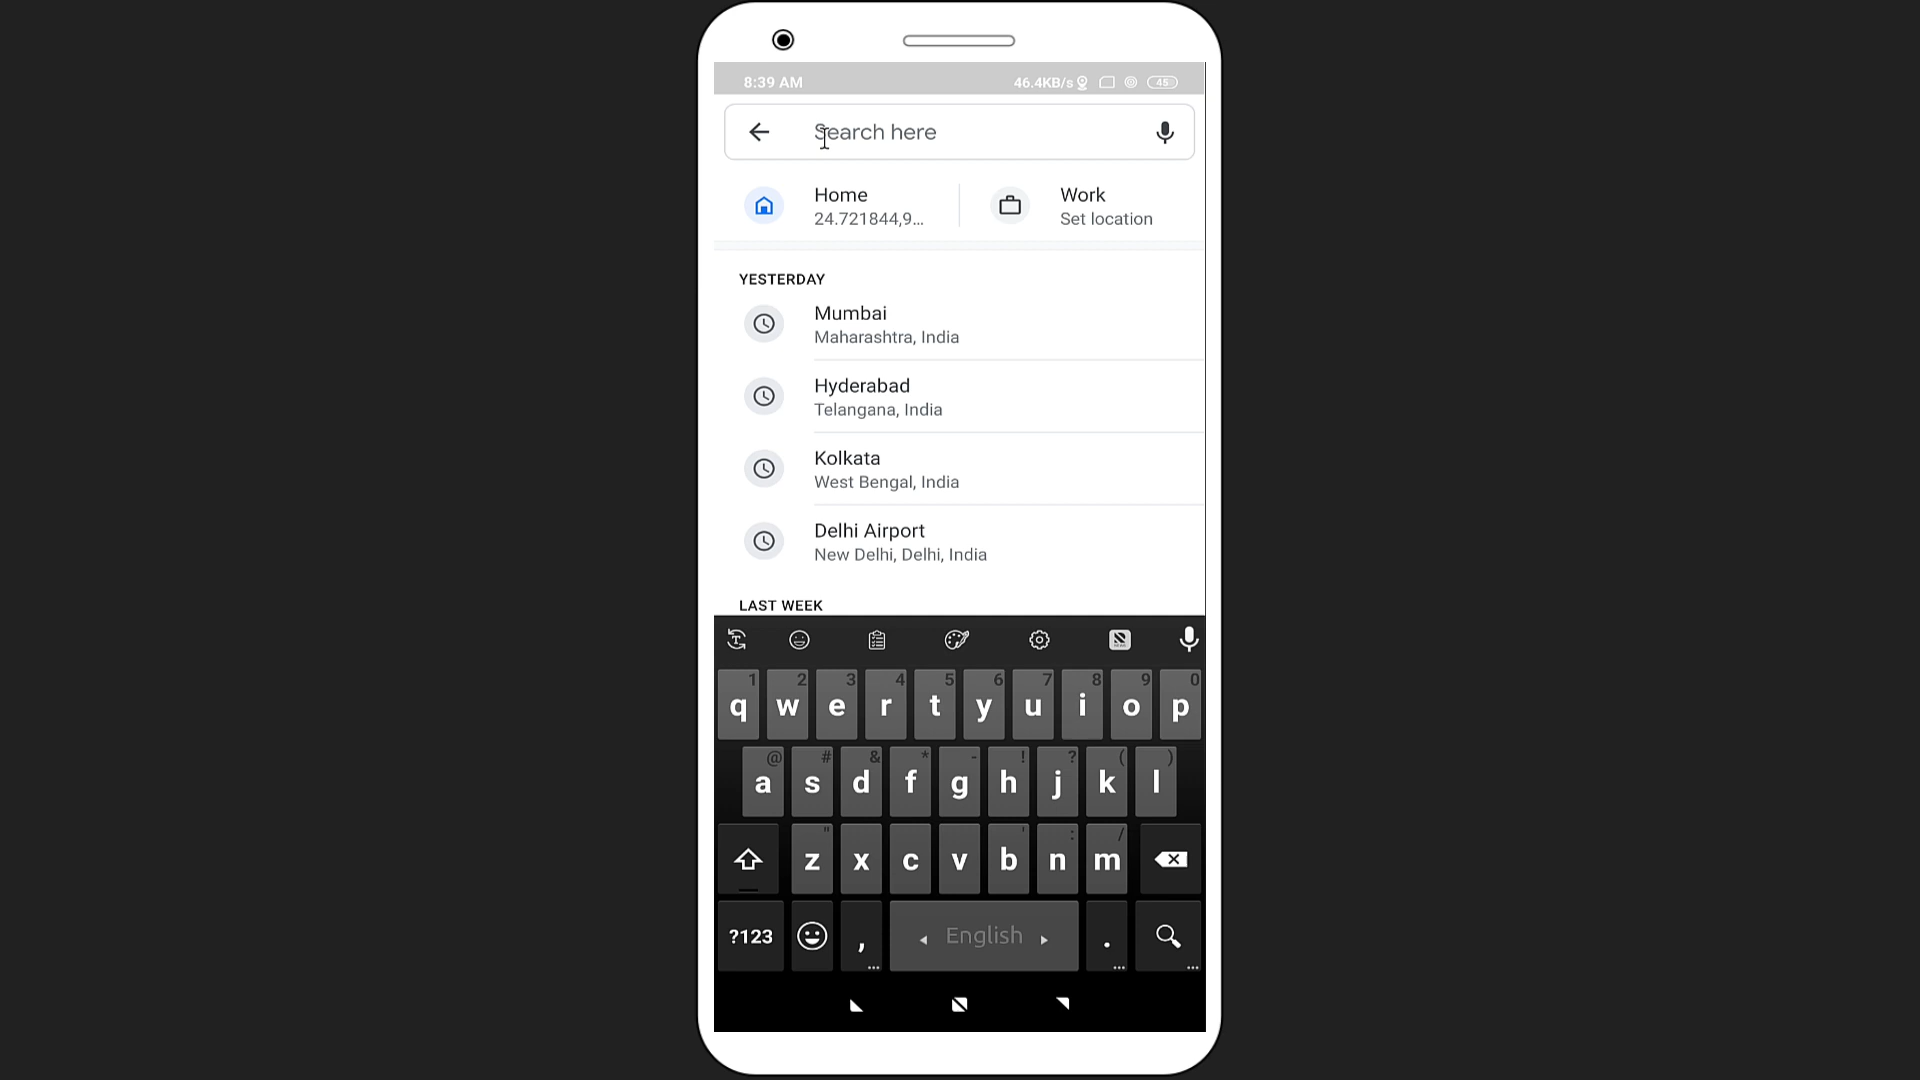 8:39 AM 46.4KB/s 45
Search here
Home Work
24.721844,9... Set location
YESTERDAY
Mumbai
Maharashtra, India
Hyderabad
Telangana, India
Kolkata
West Bengal, India
Delhi Airport
New Delhi, Delhi, India
LAST WEEK
1 2 3 4 5 6 7 8 9 0
q w e r t y u i o p
@ # & * - ! ? ( )
a s d f g h j k l
" ' : /
z x c v b n m
?123 , English .